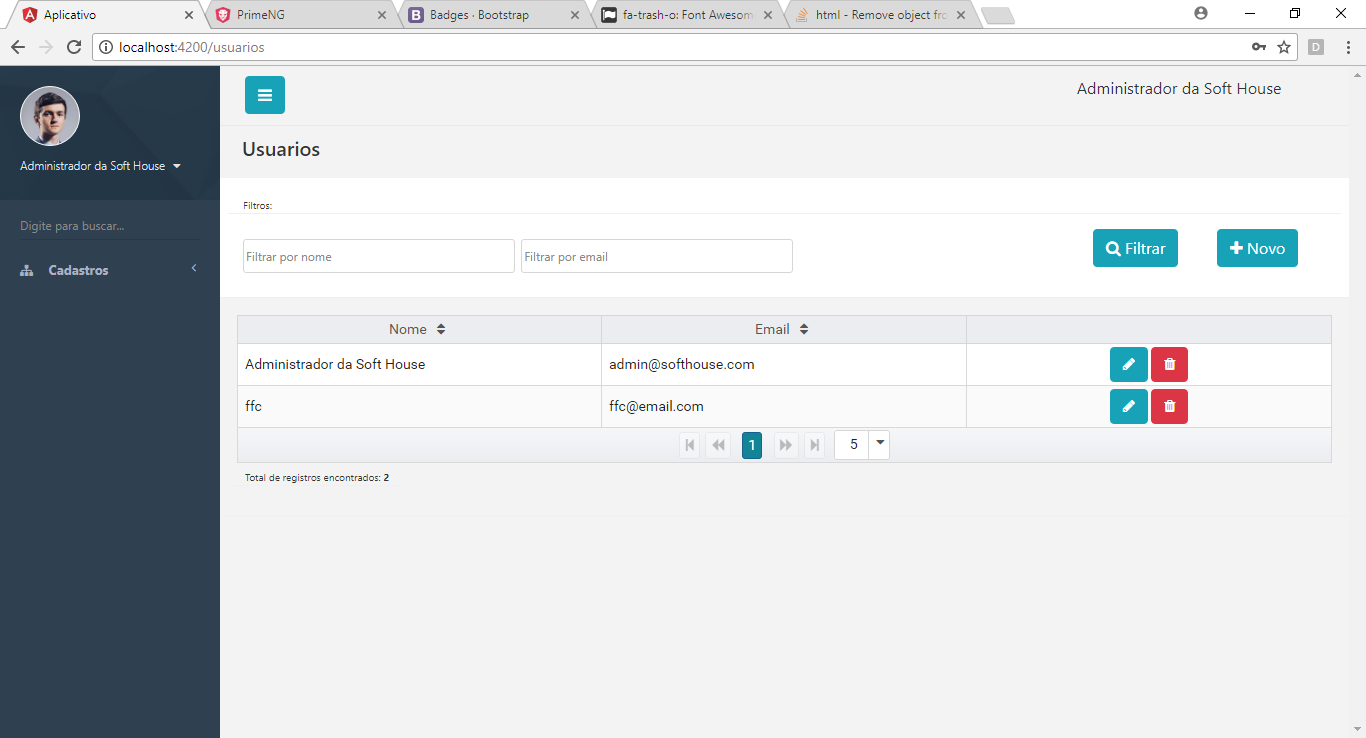 Aplicativo
PrimeNG
Badges · Bootstrap
fa-trash-o: Font Awesom
html - Remove object fro
localhost:4200/usuarios
D
Administrador da Soft House
Administrador da Soft House
Usuarios
Filtros:
Digite para buscar...
Cadastros
Filtrar por nome
Filtrar por email
Filtrar
Novo
Nome
Email
Administrador da Soft House
admin@softhouse.com
ffc
ffc@email.com
1
5
Total de registros encontrados: 2